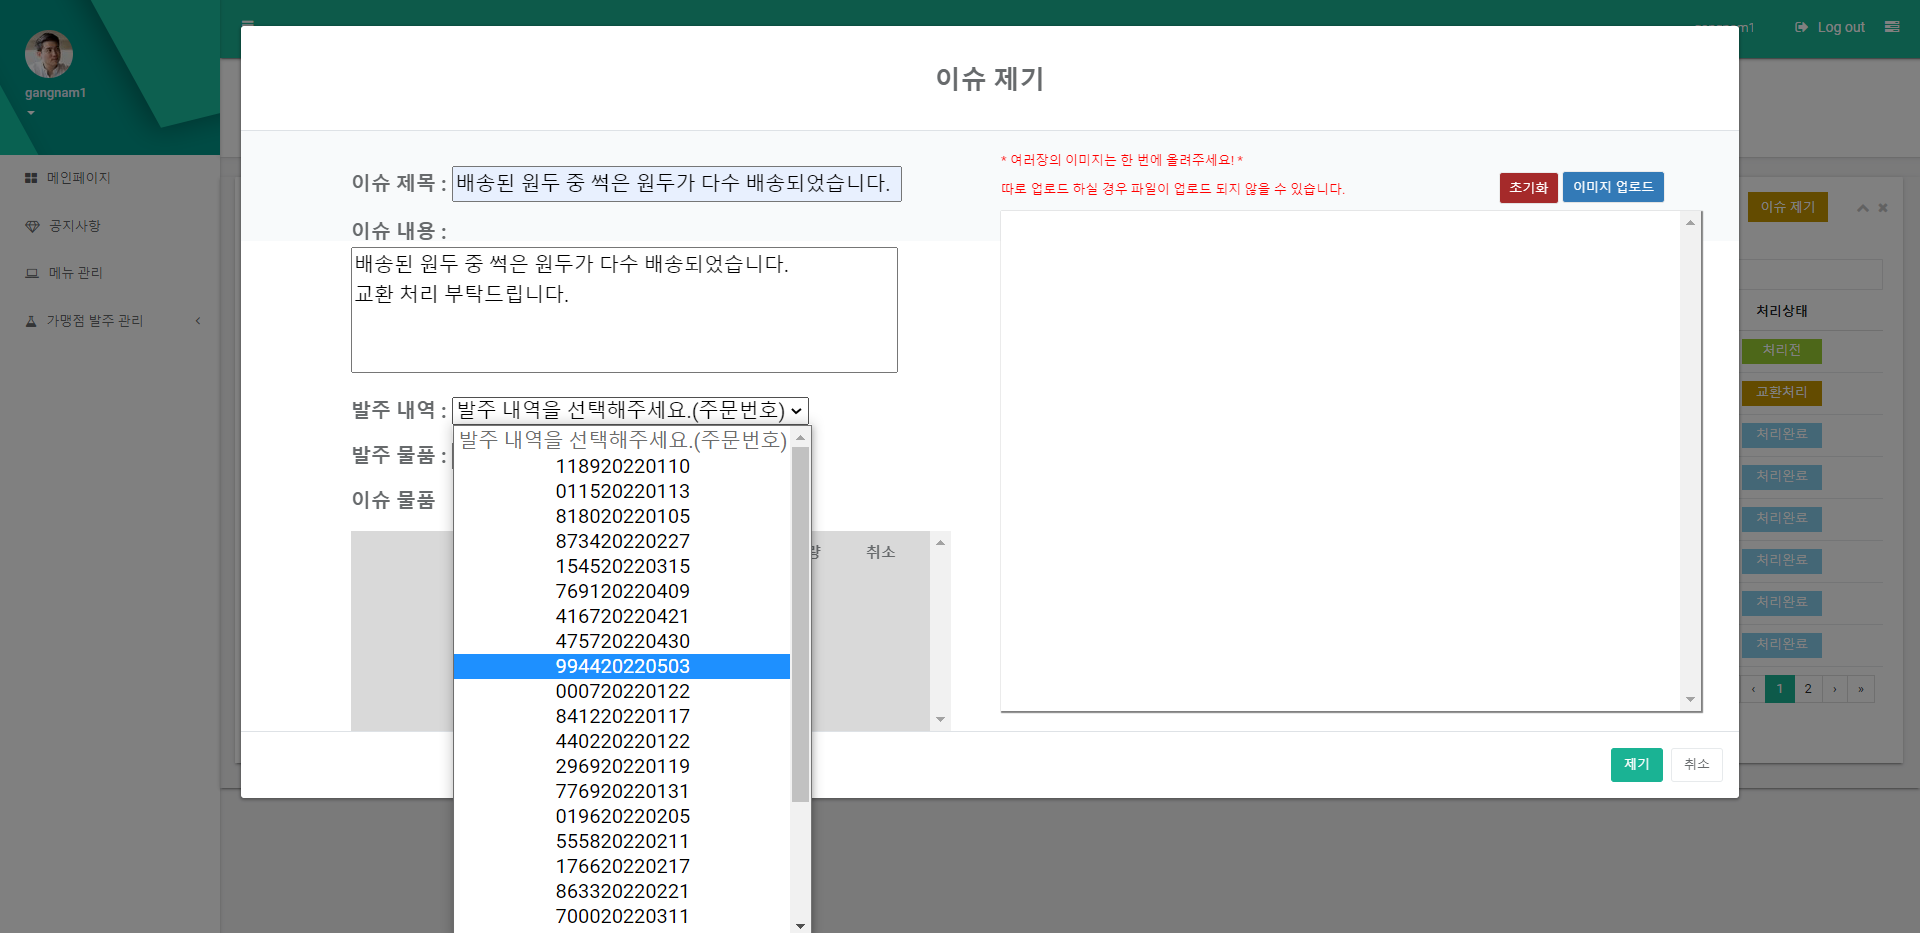 gangnam1
메인페이지
공지사항
메뉴 관리
가맹점 발주 관리
Log out
이슈 제기
이슈 제목 : 배송된 원두 중 썩은 원두가 다수 배송되었습니다.
이슈 내용 :
배송된 원두 중 썩은 원두가 다수 배송되었습니다.
교환 처리 부탁드립니다.
발주 내역 : 발주 내역을 선택해주세요.(주문번호)
발주 내역을 선택해주세요.(주문번호)
118920220110
011520220113
818020220105
873420220227
154520220315
769120220409
416720220421
475720220430
994420220503
000720220122
841220220117
440220220122
296920220119
776920220131
019620220205
555820220211
176620220217
863320220221
700020220311
발주 물품 :
이슈 물품
취소
* 여러장의 이미지는 한 번에 올려주세요! *
따로 업로드 하실 경우 파일이 업로드 되지 않을 수 있습니다.
초기화 이미지 업로드
제기 취소
이슈 제기
처리상태
처리전
교환처리
처리완료
처리완료
처리완료
처리완료
처리완료
처리완료
‹ 1 2 › »